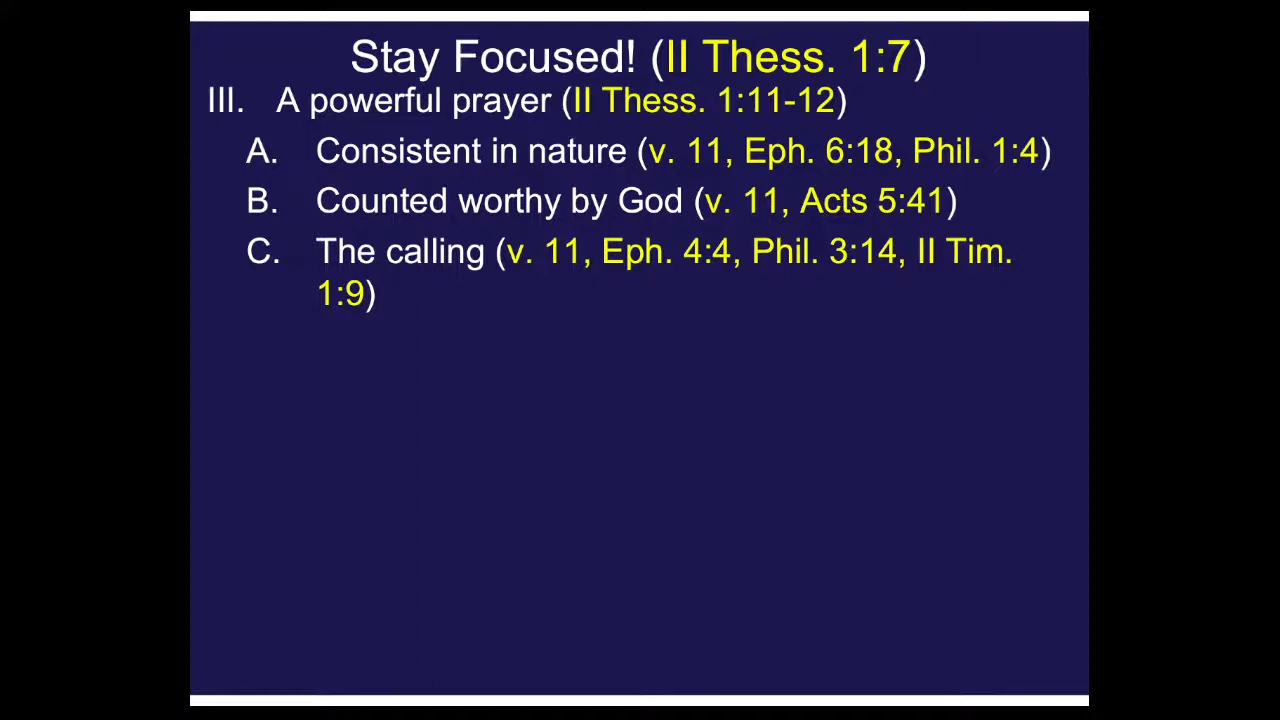 Stay Focused! (II Thess. 1:7)
III. A powerful prayer (II Thess. 1:11-12)
A. Consistent in nature (v. 11, Eph. 6:18, Phil. 1:4)
B. Counted worthy by God (v. 11, Acts 5:41)
C. The calling (v. 11, Eph. 4:4, Phil. 3:14, II Tim.
1:9)